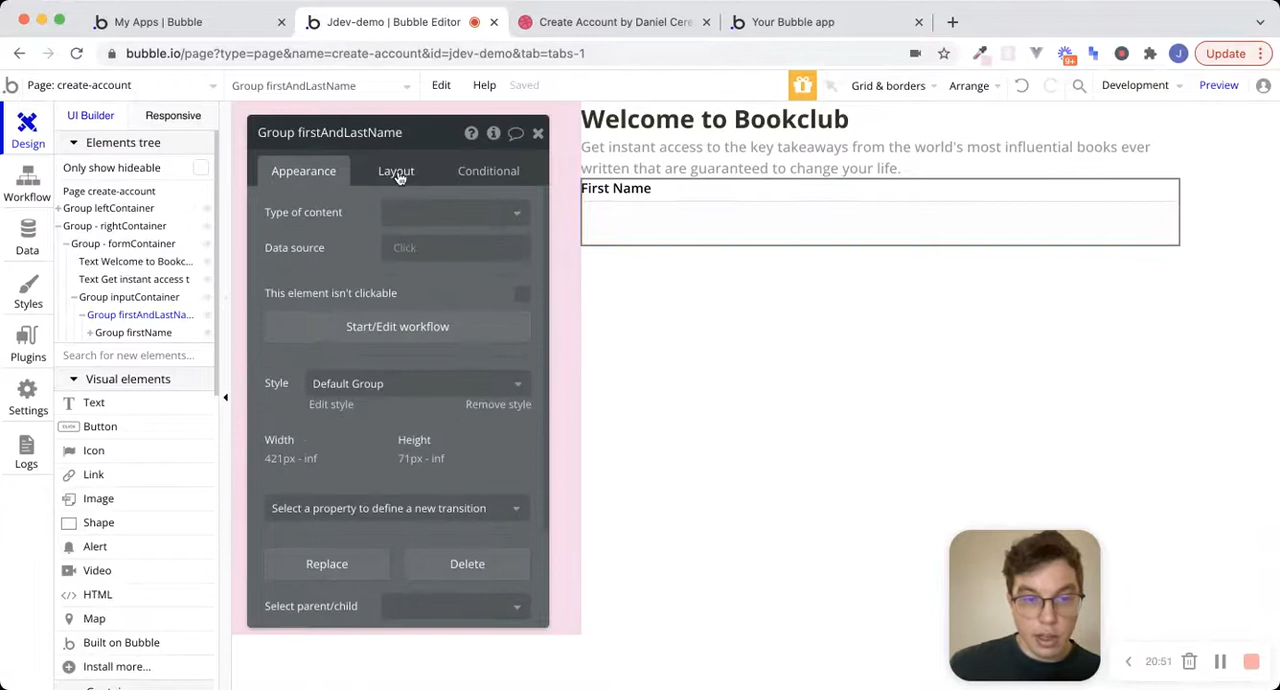 My Apps | Bubble
Jdev-demo | Bubble Editor
Create Account by Daniel Cere
Your Bubble app
bubble.io/page?type=page&name=create-account&id=jdev-demo&tab=tabs-1
9+
J
Update
Page: create-account
Group firstAndLastName
Edit
Help
Saved
Grid & borders
Arrange
Development
Preview
Design
Workflow
Data
Styles
Plugins
Settings
Logs
UI Builder
Responsive
Elements tree
Only show hideable
Page create-account
Group leftContainer
Group - rightContainer
Group - formContainer
Text Welcome to Bookc...
Text Get instant access t
Group inputContainer
Group firstAndLastNa...
Group firstName
Search for new elements...
Visual elements
Text
CLICK
Button
Icon
Link
Image
Shape
Alert
Video
HTML
Map
Built on Bubble
Install more...
Group firstAndLastName
Appearance
Layout
Conditional
Type of content
Data source
Click
This element isn't clickable
Start/Edit workflow
Style
Default Group
Edit style
Remove style
Width
Height
421px - inf
71px - inf
Select a property to define a new transition
Replace
Delete
Select parent/child
Welcome to Bookclub
Get instant access to the key takeaways from the world's most influential books ever
written that are guaranteed to change your life.
First Name
20:51